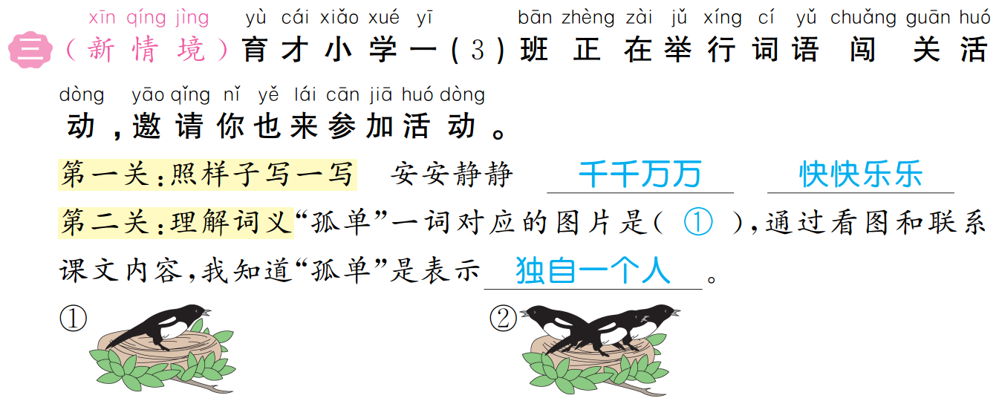 xīn qíng jìng yù cái xiǎo xué yī bān zhèng zài jǔ xíng cí yǔ chuǎng guān huó
三（新情境）育才小学一(3)班正在举行词语闯关活
dòng yāo qǐng nǐ yě lái cān jiā huó dòng
动，邀请你也来参加活动。
第一关：照样子写一写 安安静静 千千万万 快快乐乐
第二关：理解词义“孤单”一词对应的图片是（ ① ），通过看图和联系
课文内容，我知道“孤单”是表示 独自一个人 。
① ②